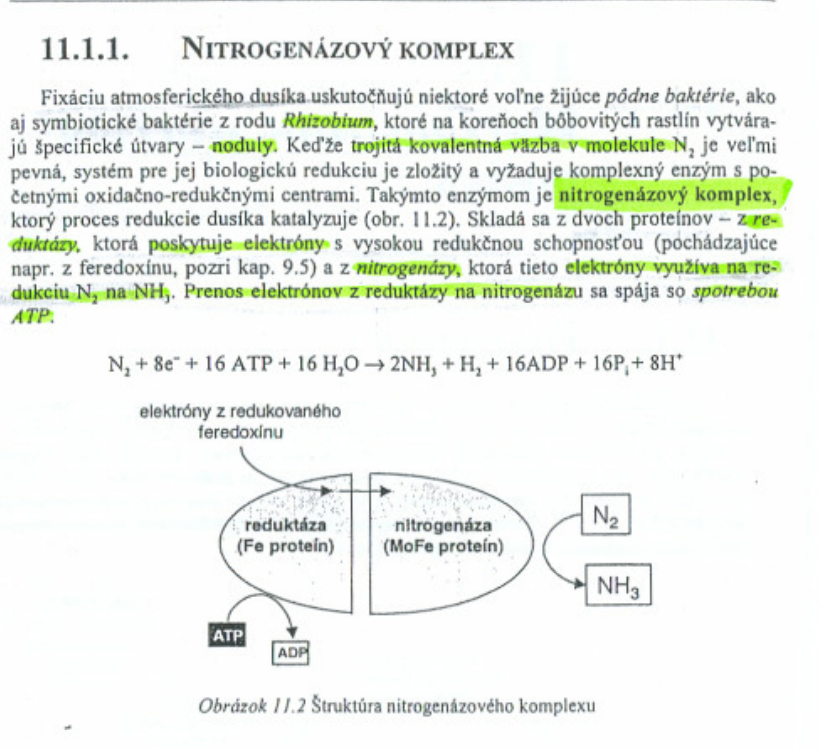 11.1.1. NITROGENÁZOVÝ KOMPLEX
Fixáciu atmosferického dusíka uskutočňujú niektoré voľne žijúce pôdne baktérie, ako
aj symbiotické baktérie z rodu Rhizobium, ktoré na koreňoch bôbovitých rastlín vytvára-
jú špecifické útvary – noduly. Keďže trojitá kovalentná väzba v molekule N₂ je veľmi
pevná, systém pre jej biologickú redukciu je zložitý a vyžaduje komplexný enzým s po-
četnými oxidačno-redukčnými centrami. Takýmto enzýmom je nitrogenázový komplex,
ktorý proces redukcie dusíka katalyzuje (obr. 11.2). Skladá sa z dvoch proteínov – z re-
duktázy, ktorá poskytuje elektróny s vysokou redukčnou schopnosťou (pochádzajúce
napr. z feredoxínu, pozri kap. 9.5) a z nitrogenázy, ktorá tieto elektróny využíva na re-
dukciu N₂ na NH₃. Prenos elektrónov z reduktázy na nitrogenázu sa spája so spotrebou
ATP.
N₂ + 8e⁻ + 16 ATP + 16 H₂O → 2NH₃ + H₂ + 16ADP + 16Pᵢ + 8H⁺
elektróny z redukovaného
feredoxínu
reduktáza
(Fe proteín)
nitrogenáza
(MoFe proteín)
N₂
NH₃
ATP
ADP
Obrázok 11.2 Štruktúra nitrogenázového komplexu